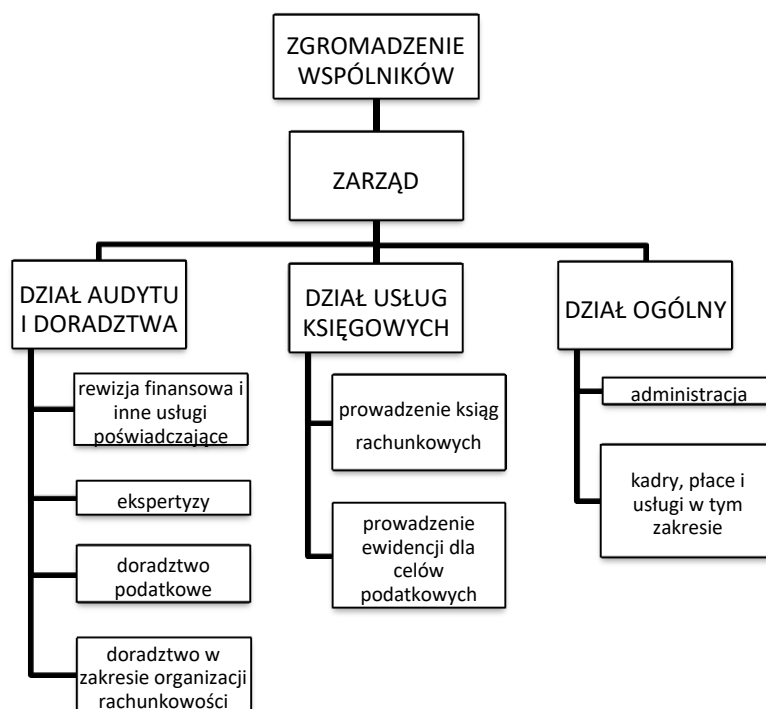 ZGROMADZENIE
WSPÓLNIKÓW
ZARZĄD
DZIAŁ AUDYTU
I DORADZTWA
rewizja finansowa i
inne usługi
poświadczające
ekspertyzy
doradztwo
podatkowe
doradztwo w
zakresie organizacji
rachunkowości
DZIAŁ USŁUG
KSIĘGOWYCH
prowadzenie ksiąg
rachunkowych
prowadzenie
ewidencji dla
celów
podatkowych
DZIAŁ OGÓLNY
administracja
kadry, płace i
usługi w tym
zakresie